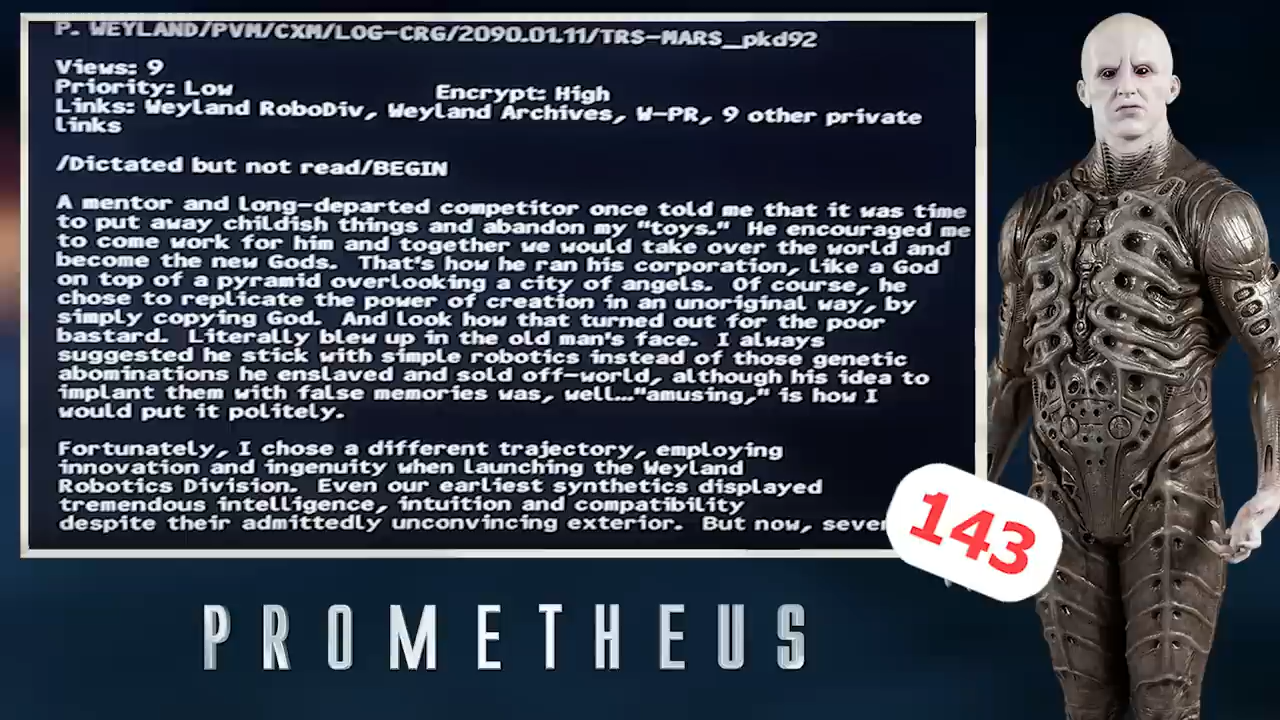 P. WEYLAND/PVM/CXM/LOG-CRG/2090.01.11/TRS-MARS_pkd92
Views: 9
Priority: Low Encrypt: High
Links: Weyland RoboDiv, Weyland Archives, W-PR, 9 other private
links
/Dictated but not read/BEGIN
A mentor and long-departed competitor once told me that it was time
to put away childish things and abandon my "toys." He encouraged me
to come work for him and together we would take over the world and
become the new Gods. That's how he ran his corporation, like a God
on top of a pyramid overlooking a city of angels. Of course, he
chose to replicate the power of creation in an unoriginal way, by
simply copying God. And look how that turned out for the poor
bastard. Literally blew up in the old man's face. I always
suggested he stick with simple robotics instead of those genetic
abominations he enslaved and sold off-world, although his idea to
implant them with false memories was, well..."amusing," is how I
would put it politely.
Fortunately, I chose a different trajectory, employing
innovation and ingenuity when launching the Weyland
Robotics Division. Even our earliest synthetics displayed
tremendous intelligence, intuition and compatibility
despite their admittedly unconvincing exterior. But now,
143
PROMETHEUS